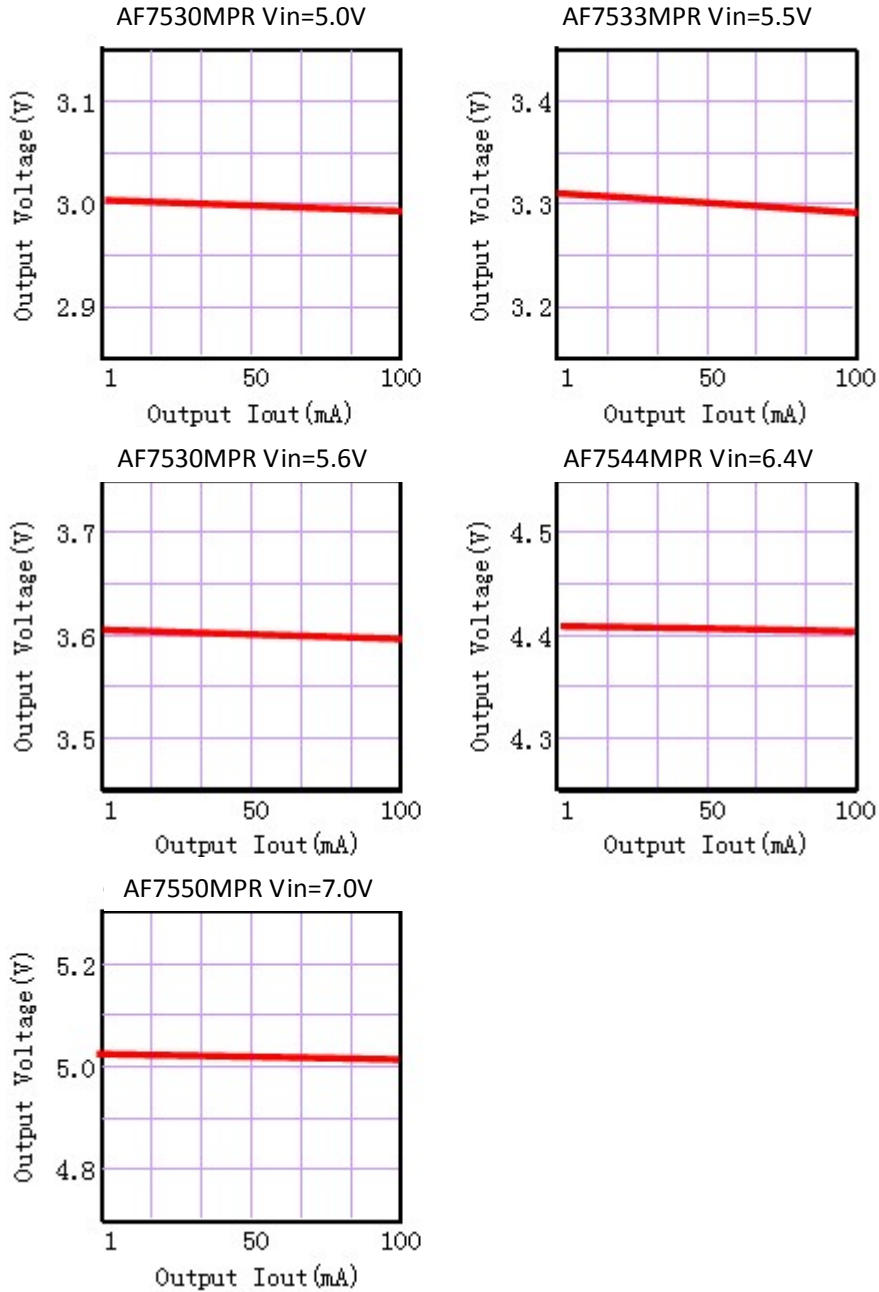 AF7530MPR Vin=5.0V
Output Voltage(V)
3.1
3.0
2.9
1 50 100
Output Iout(mA)
AF7533MPR Vin=5.5V
Output Voltage(V)
3.4
3.3
3.2
1 50 100
Output Iout(mA)
AF7530MPR Vin=5.6V
Output Voltage(V)
3.7
3.6
3.5
1 50 100
Output Iout(mA)
AF7544MPR Vin=6.4V
Output Voltage(V)
4.5
4.4
4.3
1 50 100
Output Iout(mA)
AF7550MPR Vin=7.0V
Output Voltage(V)
5.2
5.0
4.8
1 50 100
Output Iout(mA)